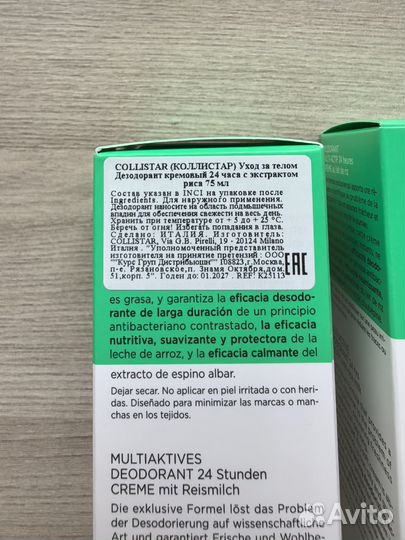 COLLISTAR (КОЛЛИСТАР) Уход за телом
Дезодорант кремовый 24 часа с экстрактом
риса 75 мл
Состав указан в INCI на упаковке после
Ingredients. Для наружного применения.
Дезодорант наносите на область подмышечных
впадин для обеспечения свежести на весь день.
Хранить при температуре от + 5 до + 25 °C.
Беречь от огня! Избегать попадания в глаза.
Сделано: ИТАЛИЯ. Изготовитель:
COLLISTAR, Via G.B. Pirelli, 19 - 20124 Milano
Италия. "Уполномоченный представитель
изготовителя на принятие претензий : ООО
""Курс Груп Дистрибьюшн"" 108823, г.Москва,
п-е. Рязановское, п. Знамя Октября, дом.
51,корп. 5". Годен до: 01.2027 . REF: K25113
EAC
es grasa, y garantiza la eficacia desodo-
rante de larga duración de un principio
antibacteriano contrastado, la eficacia
nutritiva, suavizante y protectora de la
leche de arroz, y la eficacia calmante del
extracto de espino albar.
Dejar secar. No aplicar en piel irritada o con heri-
das. Diseñado para minimizar las marcas o man-
chas en los tejidos.
MULTIAKTIVES
DEODORANT 24 Stunden
CREME mit Reismilch
Die exklusive Formel löst das Problem
der Desodorierung auf wissenschaftliche
Art und garantiert Frische und Wohlbe-
Avito